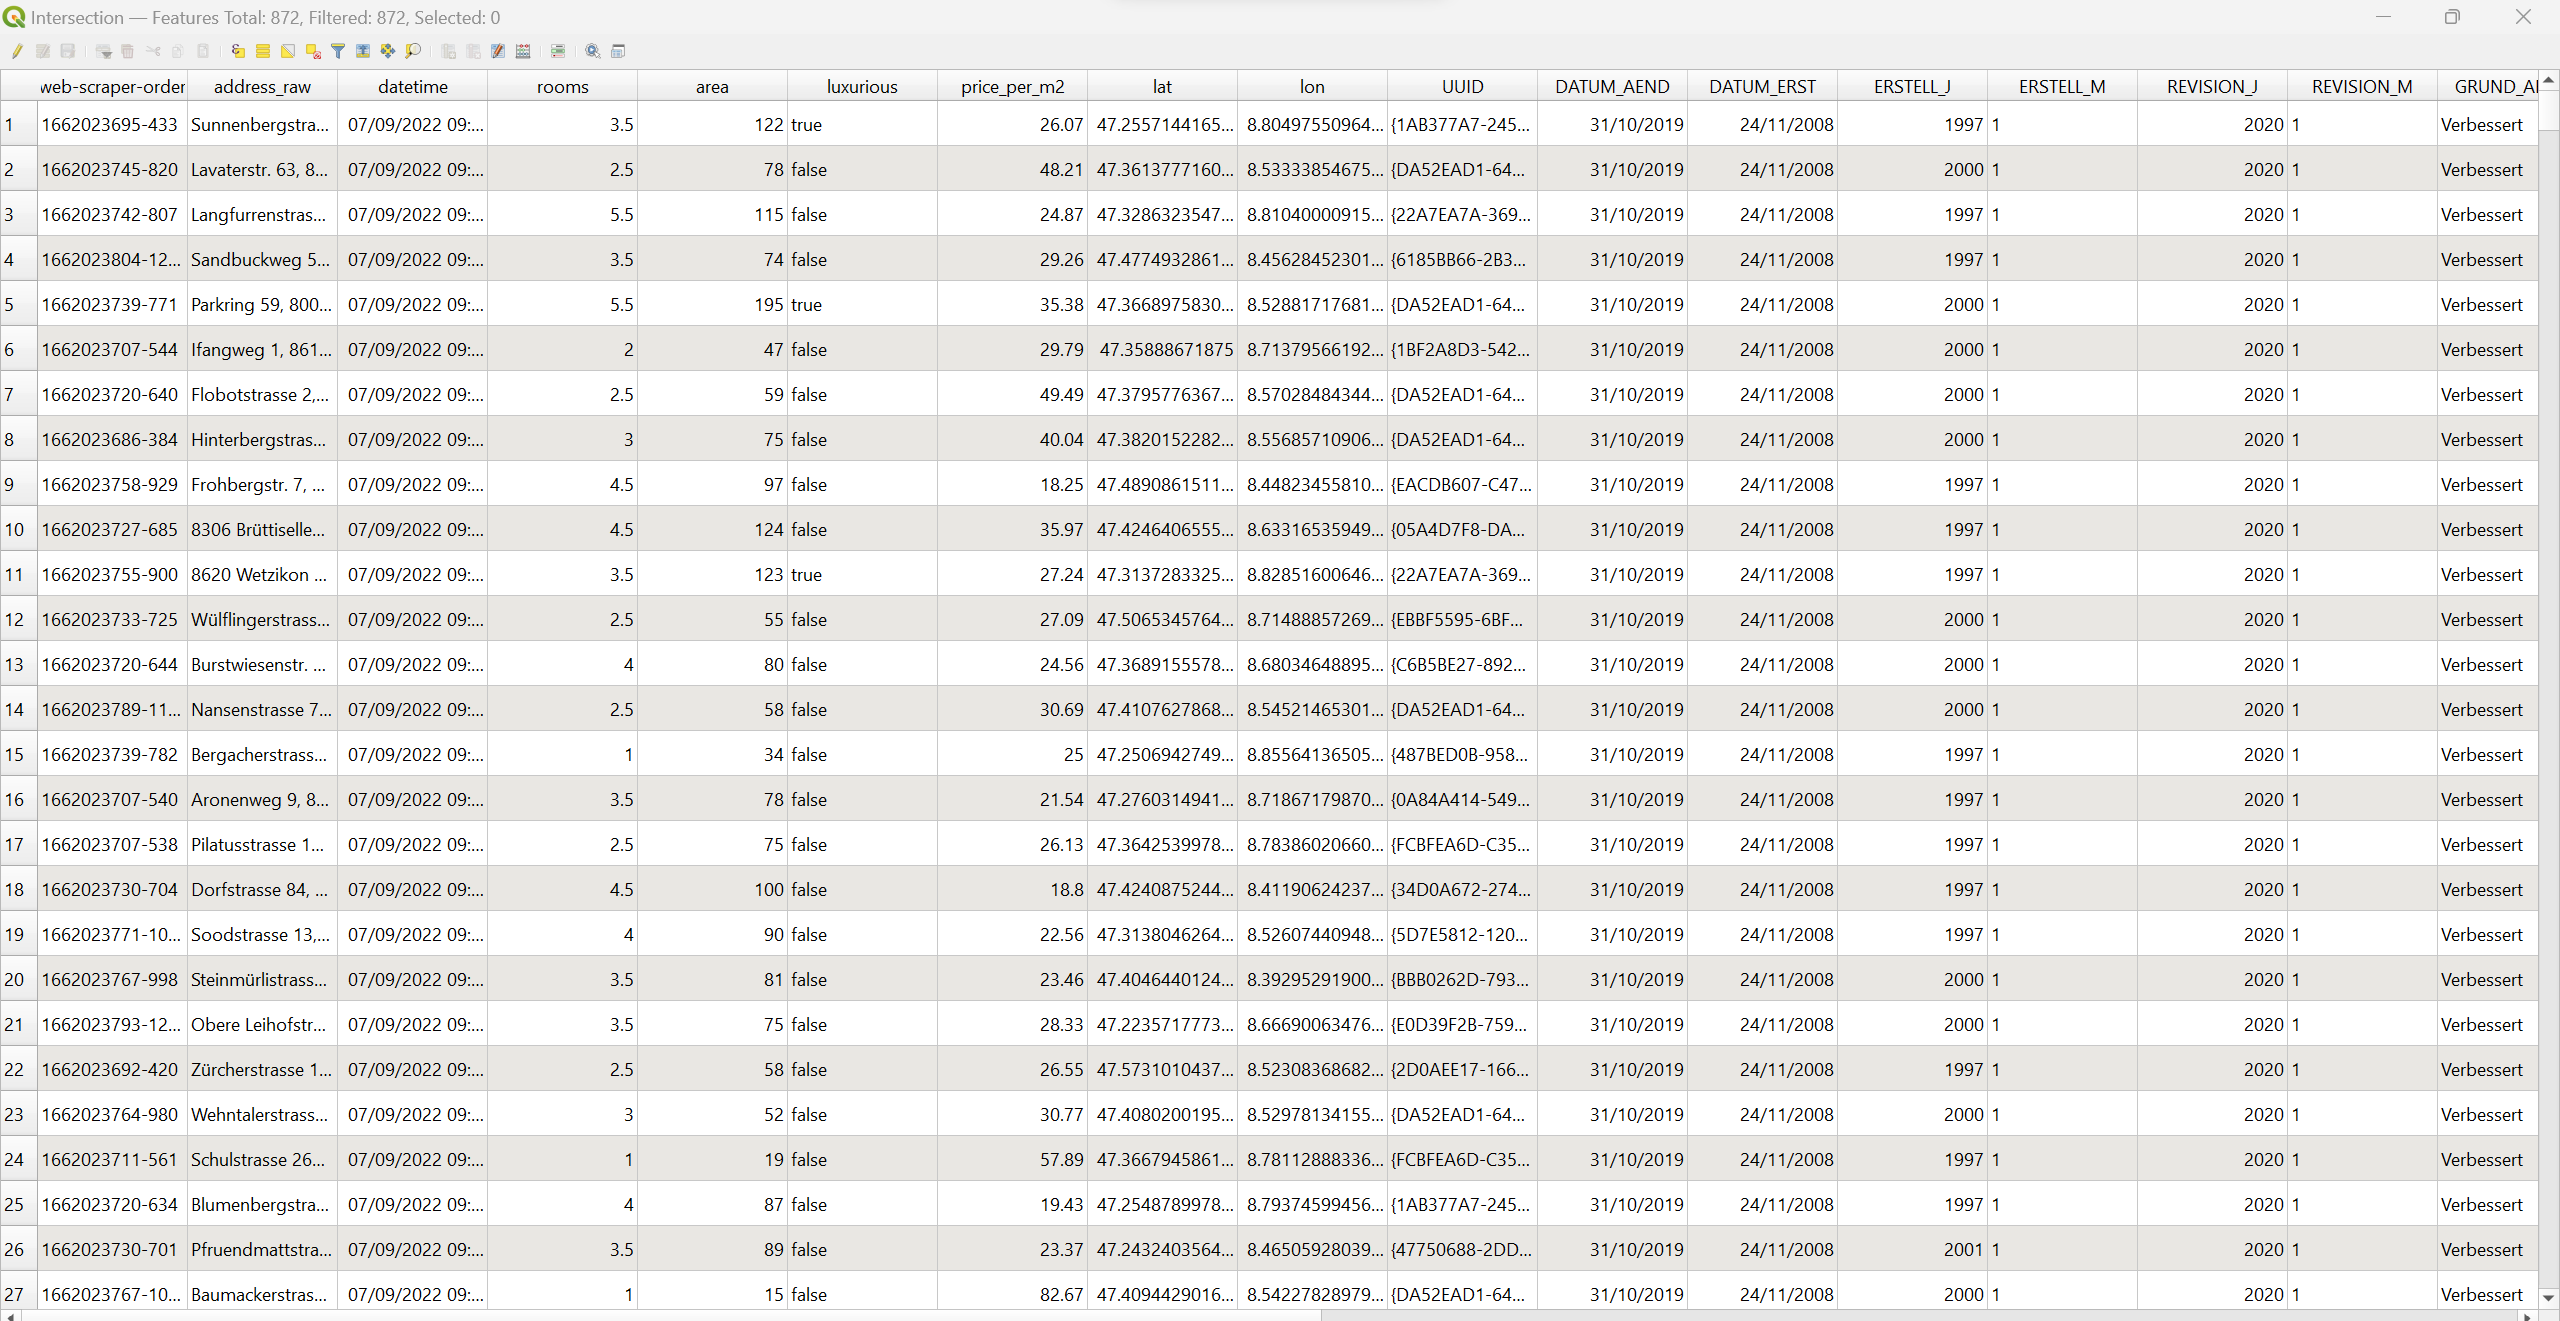 Intersection — Features Total: 872, Filtered: 872, Selected: 0
web-scraper-order address_raw datetime rooms area luxurious price_per_m2 lat lon UUID DATUM_AEND DATUM_ERST ERSTELL_J ERSTELL_M REVISION_J REVISION_M GRUND_AI
1 1662023695-433 Sunnenbergstra... 07/09/2022 09:... 3.5 122 true 26.07 47.2557144165... 8.80497550964... {1AB377A7-245... 31/10/2019 24/11/2008 1997 1 2020 1 Verbessert
2 1662023745-820 Lavaterstr. 63, 8... 07/09/2022 09:... 2.5 78 false 48.21 47.3613777160... 8.53333854675... {DA52EAD1-64... 31/10/2019 24/11/2008 2000 1 2020 1 Verbessert
3 1662023742-807 Langfurrenstras... 07/09/2022 09:... 5.5 115 false 24.87 47.3286323547... 8.81040000915... {22A7EA7A-369... 31/10/2019 24/11/2008 1997 1 2020 1 Verbessert
4 1662023804-12... Sandbuckweg 5... 07/09/2022 09:... 3.5 74 false 29.26 47.4774932861... 8.45628452301... {6185BB66-2B3... 31/10/2019 24/11/2008 1997 1 2020 1 Verbessert
5 1662023739-771 Parkring 59, 800... 07/09/2022 09:... 5.5 195 true 35.38 47.3668975830... 8.52881717681... {DA52EAD1-64... 31/10/2019 24/11/2008 2000 1 2020 1 Verbessert
6 1662023707-544 Ifangweg 1, 861... 07/09/2022 09:... 2 47 false 29.79 47.35888671875 8.71379566192... {1BF2A8D3-542... 31/10/2019 24/11/2008 2000 1 2020 1 Verbessert
7 1662023720-640 Flobotstrasse 2,... 07/09/2022 09:... 2.5 59 false 49.49 47.3795776367... 8.57028484344... {DA52EAD1-64... 31/10/2019 24/11/2008 2000 1 2020 1 Verbessert
8 1662023686-384 Hinterbergstras... 07/09/2022 09:... 3 75 false 40.04 47.3820152282... 8.55685710906... {DA52EAD1-64... 31/10/2019 24/11/2008 2000 1 2020 1 Verbessert
9 1662023758-929 Frohbergstr. 7, ... 07/09/2022 09:... 4.5 97 false 18.25 47.4890861511... 8.44823455810... {EACDB607-C47... 31/10/2019 24/11/2008 1997 1 2020 1 Verbessert
10 1662023727-685 8306 Brüttiselle... 07/09/2022 09:... 4.5 124 false 35.97 47.4246406555... 8.63316535949... {05A4D7F8-DA... 31/10/2019 24/11/2008 1997 1 2020 1 Verbessert
11 1662023755-900 8620 Wetzikon ... 07/09/2022 09:... 3.5 123 true 27.24 47.3137283325... 8.82851600646... {22A7EA7A-369... 31/10/2019 24/11/2008 1997 1 2020 1 Verbessert
12 1662023733-725 Wülflingerstrass... 07/09/2022 09:... 2.5 55 false 27.09 47.5065345764... 8.71488857269... {EBBF5595-6BF... 31/10/2019 24/11/2008 2000 1 2020 1 Verbessert
13 1662023720-644 Burstwiesenstr. ... 07/09/2022 09:... 4 80 false 24.56 47.3689155578... 8.68034648895... {C6B5BE27-892... 31/10/2019 24/11/2008 2000 1 2020 1 Verbessert
14 1662023789-11... Nansenstrasse 7... 07/09/2022 09:... 2.5 58 false 30.69 47.4107627868... 8.54521465301... {DA52EAD1-64... 31/10/2019 24/11/2008 2000 1 2020 1 Verbessert
15 1662023739-782 Bergacherstrass... 07/09/2022 09:... 1 34 false 25 47.2506942749... 8.85564136505... {487BED0B-958... 31/10/2019 24/11/2008 1997 1 2020 1 Verbessert
16 1662023707-540 Aronenweg 9, 8... 07/09/2022 09:... 3.5 78 false 21.54 47.2760314941... 8.71867179870... {0A84A414-549... 31/10/2019 24/11/2008 1997 1 2020 1 Verbessert
17 1662023707-538 Pilatusstrasse 1... 07/09/2022 09:... 2.5 75 false 26.13 47.3642539978... 8.78386020660... {FCBFEA6D-C35... 31/10/2019 24/11/2008 1997 1 2020 1 Verbessert
18 1662023730-704 Dorfstrasse 84, ... 07/09/2022 09:... 4.5 100 false 18.8 47.4240875244... 8.41190624237... {34D0A672-274... 31/10/2019 24/11/2008 1997 1 2020 1 Verbessert
19 1662023771-10... Soodstrasse 13,... 07/09/2022 09:... 4 90 false 22.56 47.3138046264... 8.52607440948... {5D7E5812-120... 31/10/2019 24/11/2008 1997 1 2020 1 Verbessert
20 1662023767-998 Steinmürlistrass... 07/09/2022 09:... 3.5 81 false 23.46 47.4046440124... 8.39295291900... {BBB0262D-793... 31/10/2019 24/11/2008 2000 1 2020 1 Verbessert
21 1662023793-12... Obere Leihofstr... 07/09/2022 09:... 3.5 75 false 28.33 47.2235717773... 8.66690063476... {E0D39F2B-759... 31/10/2019 24/11/2008 2000 1 2020 1 Verbessert
22 1662023692-420 Zürcherstrasse 1... 07/09/2022 09:... 2.5 58 false 26.55 47.5731010437... 8.52308368682... {2D0AEE17-166... 31/10/2019 24/11/2008 1997 1 2020 1 Verbessert
23 1662023764-980 Wehntalerstrass... 07/09/2022 09:... 3 52 false 30.77 47.4080200195... 8.52978134155... {DA52EAD1-64... 31/10/2019 24/11/2008 2000 1 2020 1 Verbessert
24 1662023711-561 Schulstrasse 26... 07/09/2022 09:... 1 19 false 57.89 47.3667945861... 8.78112888336... {FCBFEA6D-C35... 31/10/2019 24/11/2008 1997 1 2020 1 Verbessert
25 1662023720-634 Blumenbergstra... 07/09/2022 09:... 4 87 false 19.43 47.2548789978... 8.79374599456... {1AB377A7-245... 31/10/2019 24/11/2008 1997 1 2020 1 Verbessert
26 1662023730-701 Pfruendmattstra... 07/09/2022 09:... 3.5 89 false 23.37 47.2432403564... 8.46505928039... {47750688-2DD... 31/10/2019 24/11/2008 2001 1 2020 1 Verbessert
27 1662023767-10... Baumackerstras... 07/09/2022 09:... 1 15 false 82.67 47.4094429016... 8.54227828979... {DA52EAD1-64... 31/10/2019 24/11/2008 2000 1 2020 1 Verbessert